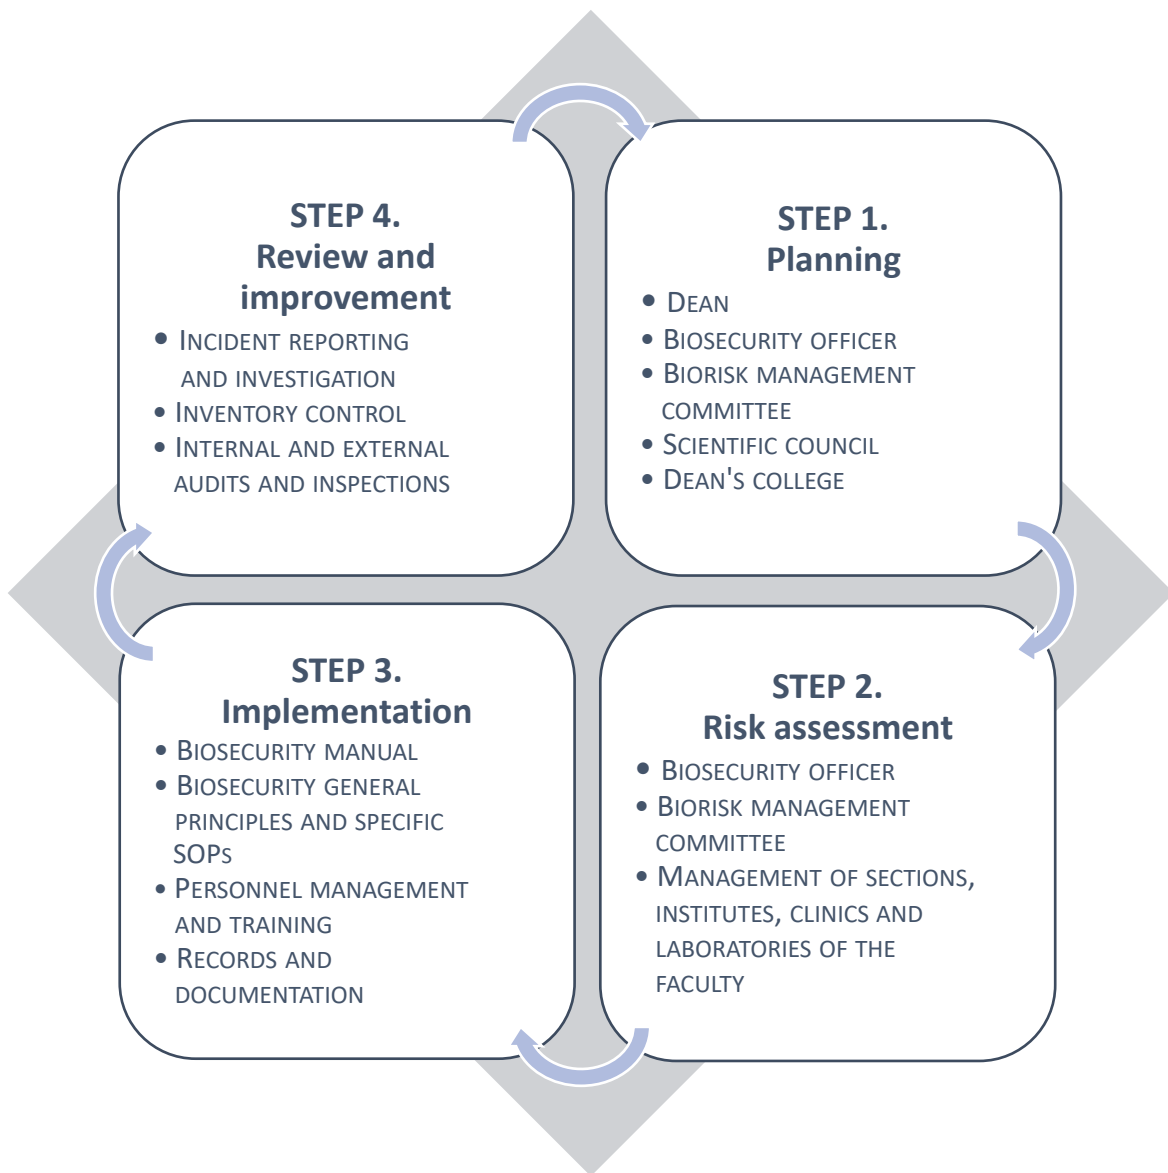 STEP 4.
Review and
improvement
• INCIDENT REPORTING
AND INVESTIGATION
• INVENTORY CONTROL
• INTERNAL AND EXTERNAL
AUDITS AND INSPECTIONS
STEP 1.
Planning
• DEAN
• BIOSECURITY OFFICER
• BIORISK MANAGEMENT
COMMITTEE
• SCIENTIFIC COUNCIL
• DEAN'S COLLEGE
STEP 3.
Implementation
• BIOSECURITY MANUAL
• BIOSECURITY GENERAL
PRINCIPLES AND SPECIFIC
SOPS
• PERSONNEL MANAGEMENT
AND TRAINING
• RECORDS AND
DOCUMENTATION
STEP 2.
Risk assessment
• BIOSECURITY OFFICER
• BIORISK MANAGEMENT
COMMITTEE
• MANAGEMENT OF SECTIONS,
INSTITUTES, CLINICS AND
LABORATORIES OF THE
FACULTY